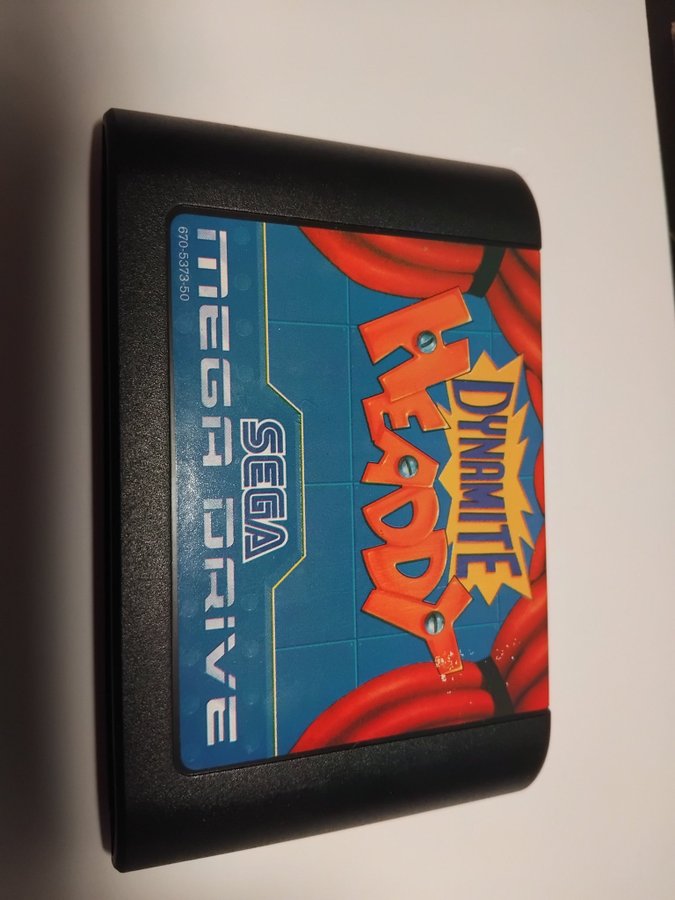 DYNAMITE
HEADDY
SEGA
MEGA DRIVE
670-5373-50